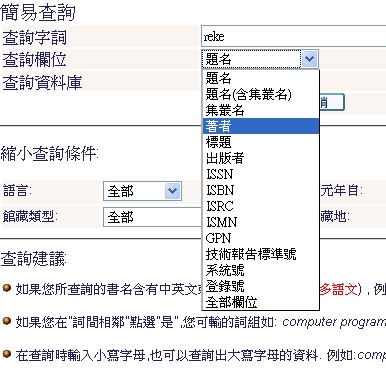 簡易查詢
查詢字詞 reke
查詢欄位 題名
查詢資料庫
題名
題名(含集叢名)
集叢名
著者
標題
出版者
ISSN
ISBN
ISRC
ISMN
GPN
技術報告標準號
系統號
登錄號
全部欄位
消
縮小查詢條件:
語言: 全部 元年自:
館藏類型: 全部 藏地:
查詢建議:
如果您所查詢的書名含有中英文 多語文) , 例
如果您在"詞間相鄰"點選"是",您可輸的詞組如: computer program
在查詢時輸入小寫字母,也可以查詢出大寫字母的資料. 例如:comp